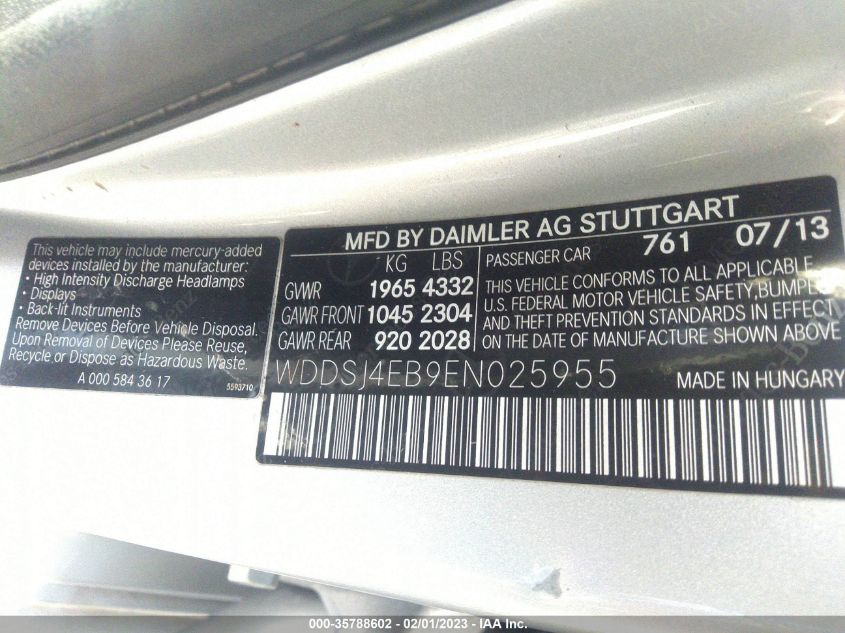 This vehicle may include mercury-added
devices installed by the manufacturer:
• High Intensity Discharge Headlamps
• Displays
• Back-lit Instruments
Remove Devices Before Vehicle Disposal.
Upon Removal of Devices Please Reuse,
Recycle or Dispose as Hazardous Waste.
A 000 584 36 17
5593710
MFD BY DAIMLER AG STUTTGART
KG LBS
GVWR 1965 4332
GAWR FRONT 1045 2304
GAWR REAR 920 2028
PASSENGER CAR 761 07/13
THIS VEHICLE CONFORMS TO ALL APPLICABLE
U.S. FEDERAL MOTOR VEHICLE SAFETY,
AND THEFT PREVENTION STANDARDS IN EFFECT
ON THE DATE OF MANUFACTURE SHOWN ABOVE
WDDSJ4EB9EN025955
MADE IN HUNGARY
000-35788602 - 02/01/2023 - IAA Inc.